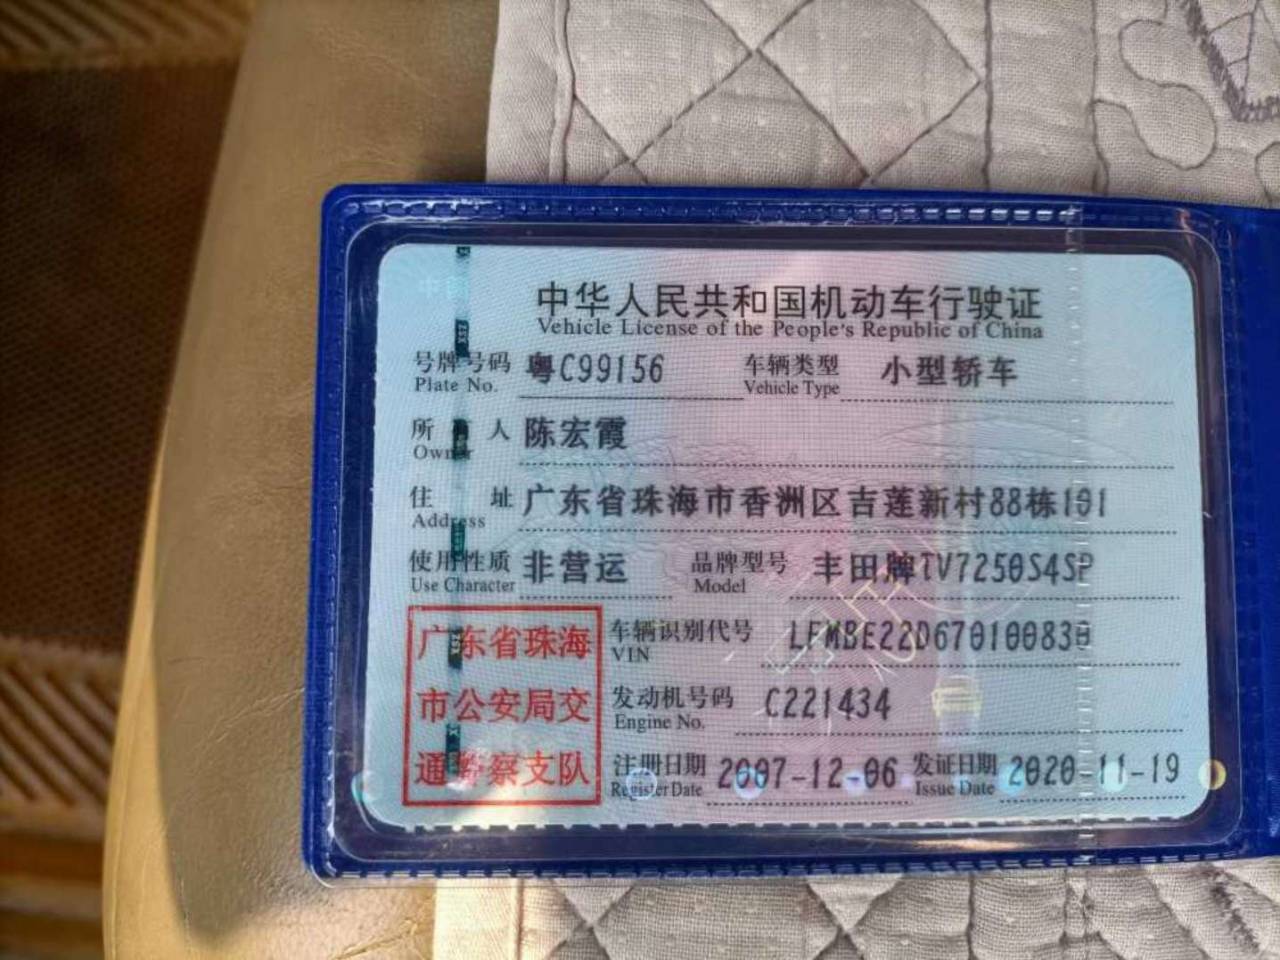 中华人民共和国机动车行驶证
Vehicle License of the People's Republic of China
号牌号码 粤C99156 车辆类型 小型轿车
Plate No. Vehicle Type
所有人 陈宏霞
Owner
住址 广东省珠海市香洲区吉莲新村88栋101
Address
使用性质 非营运 品牌型号 丰田牌TV7250S4SP
Use Character Model
广东省珠海
市公安局交
通警察支队
车辆识别代号 LFMBE22D670100830
VIN
发动机号码 C221434
Engine No.
注册日期 2007-12-06 发证日期 2020-11-19
Register Date Issue Date